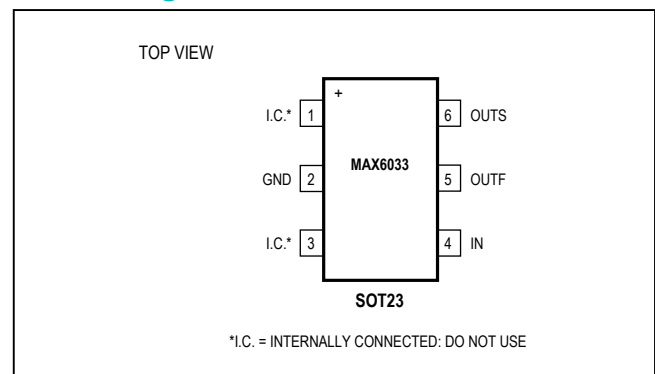 TOP VIEW
+
I.C.* 1
6 OUTS
GND 2
MAX6033
5 OUTF
I.C.* 3
4 IN
SOT23
*I.C. = INTERNALLY CONNECTED: DO NOT USE